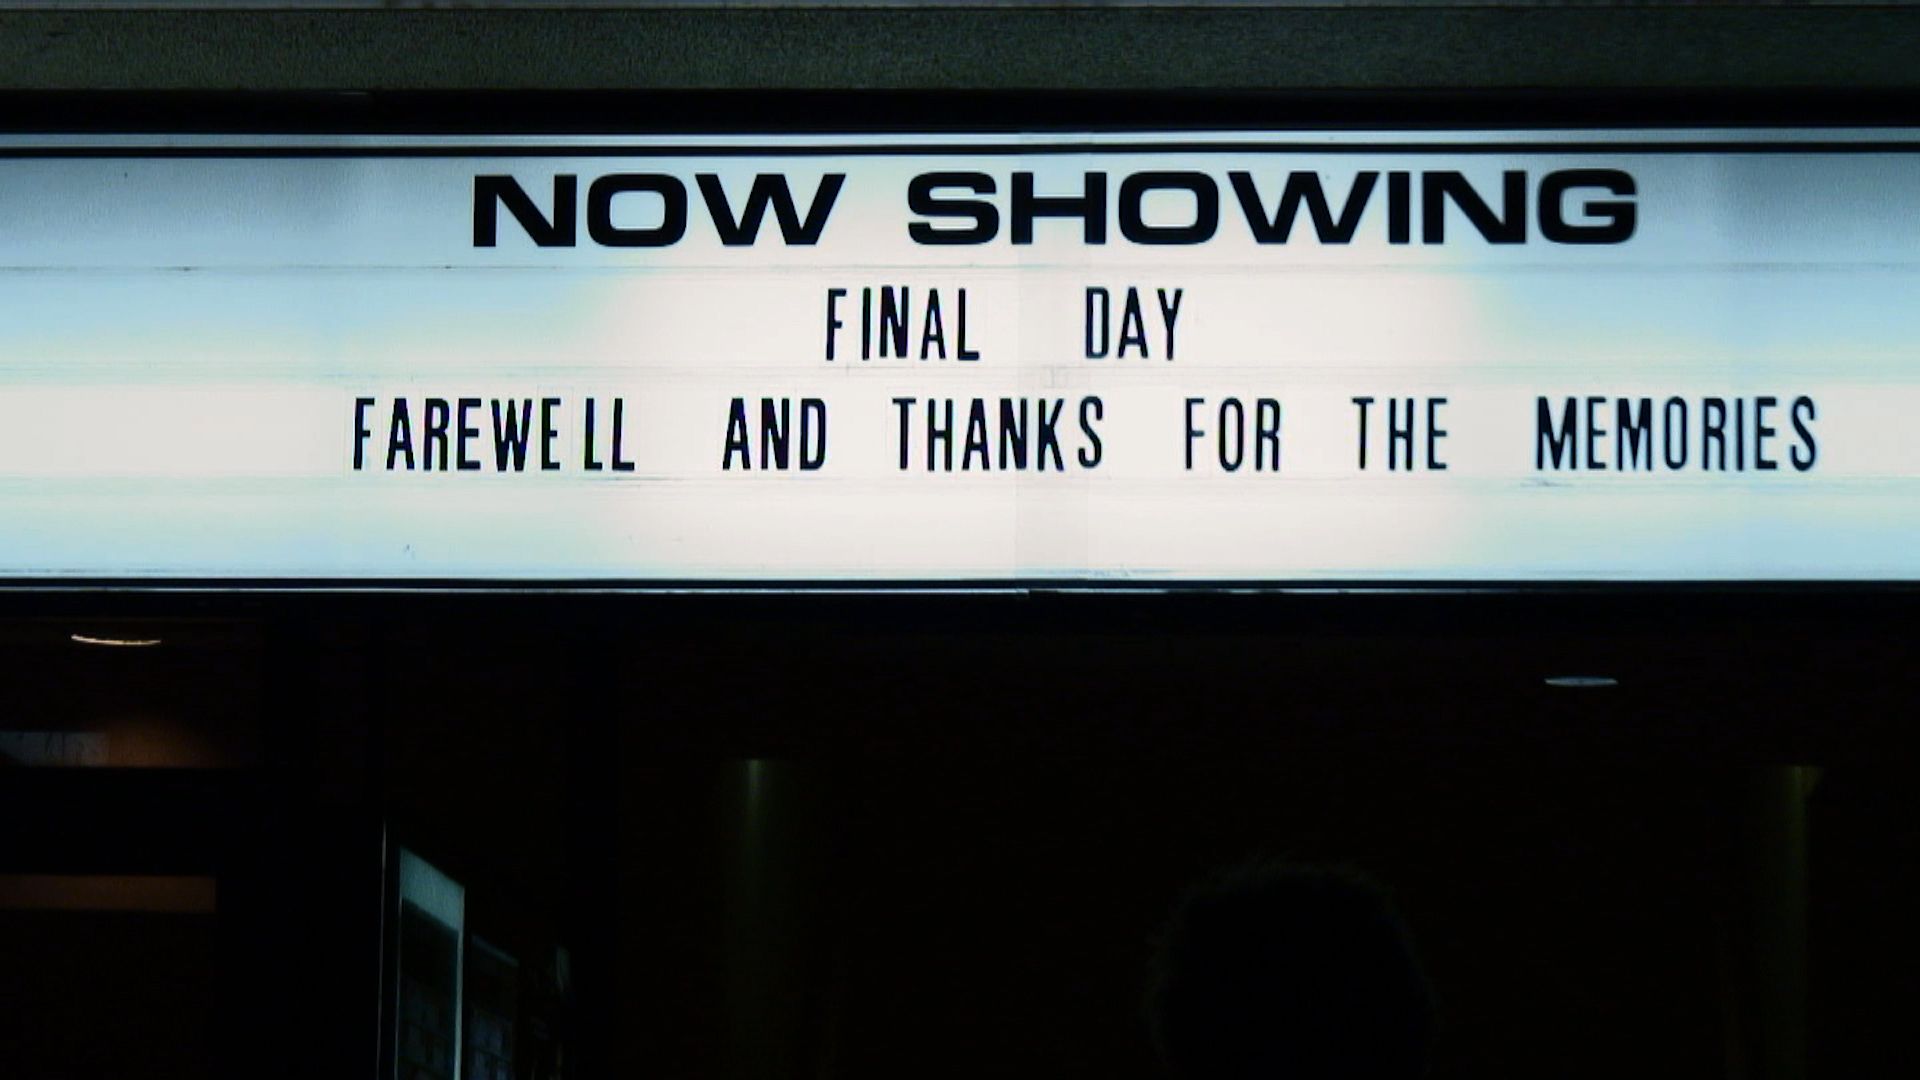 NOW SHOWING
FINAL DAY
FAREWELL AND THANKS FOR THE MEMORIES